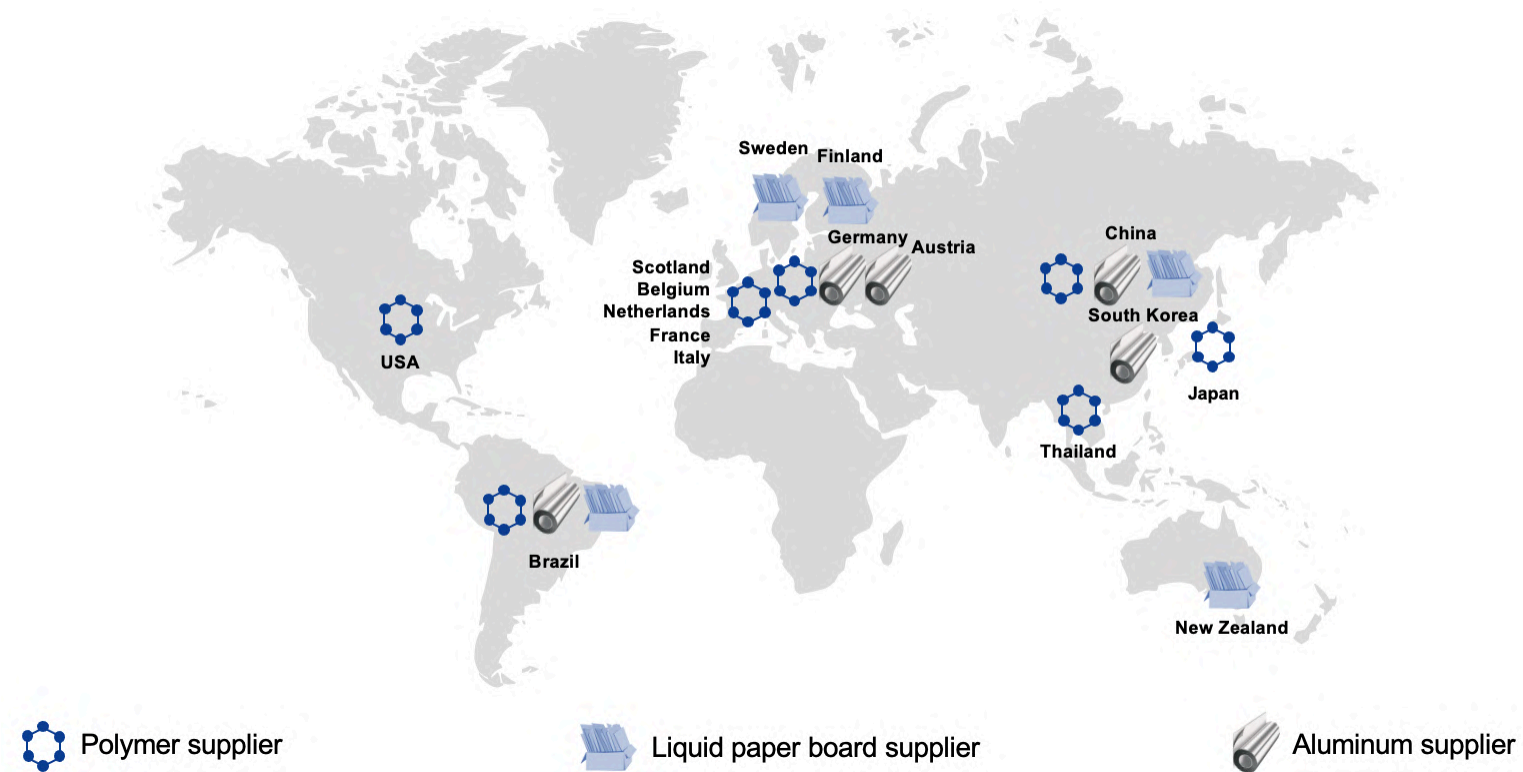 Sweden
Finland
Germany
Austria
Scotland
Belgium
Netherlands
France
Italy
China
South Korea
Japan
Thailand
USA
Brazil
New Zealand
Polymer supplier
Liquid paper board supplier
Aluminum supplier